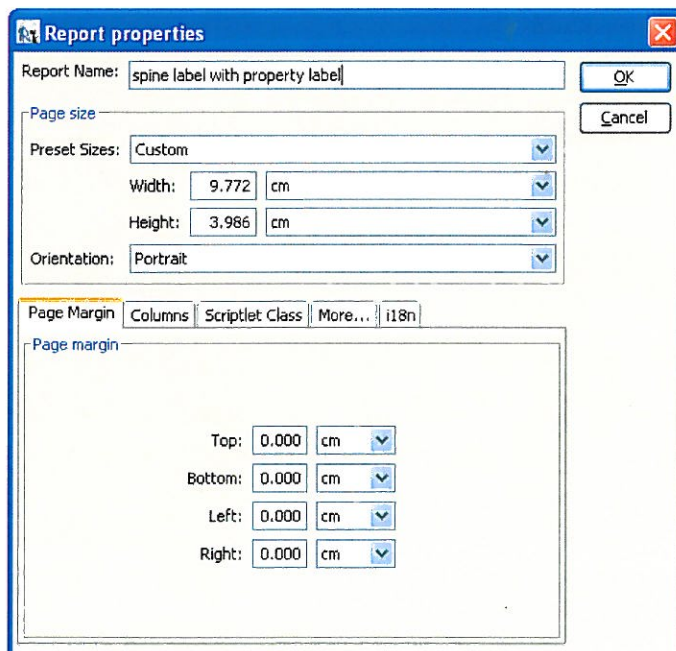 Report properties
Report Name: spine label with property label
OK
Page size
Cancel
Preset Sizes: Custom
Width: 9.772 cm
Height: 3.986 cm
Orientation: Portrait
Page Margin Columns Scriptlet Class More... i18n
Page margin
Top: 0.000 cm
Bottom: 0.000 cm
Left: 0.000 cm
Right: 0.000 cm